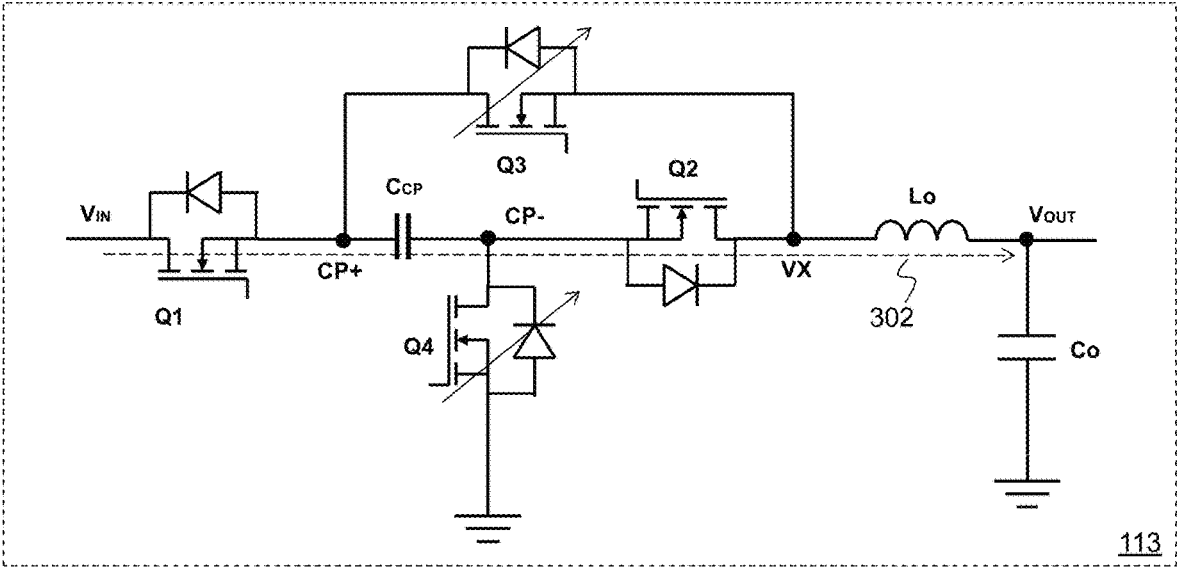 Q3
Q2
CCP
VIN
CP-
Lo
VOUT
CP+
VX
Q1
302
Q4
Co
113